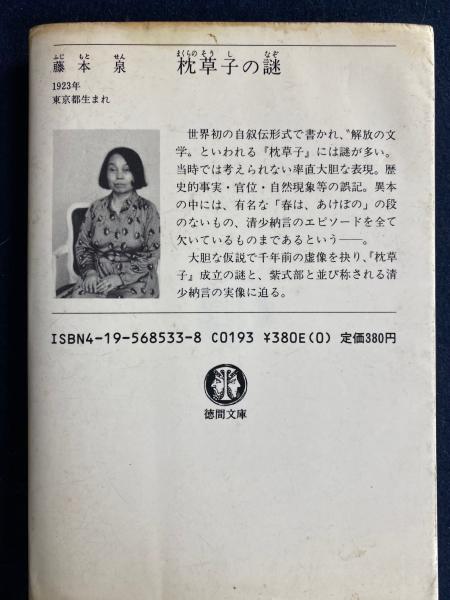 ふじ もと せん まくらの そう し なぞ
藤本泉 枕草子の謎
1923年
東京都生まれ
世界初の自叙伝形式で書かれ、〝解放の文
学〟といわれる『枕草子』には謎が多い。
当時では考えられない率直大胆な表現。歴
史的事実・官位・自然現象等の誤記。異本
の中には、有名な「春は、あけぼの」の段
のないもの、清少納言のエピソードを全て
欠いているものまであるという――。
大胆な仮説で千年前の虚像を抉り、『枕草
子』成立の謎と、紫式部と並び称される清
少納言の実像に迫る。
ISBN4-19-568533-8 C0193 ¥380E(0) 定価380円
徳間文庫